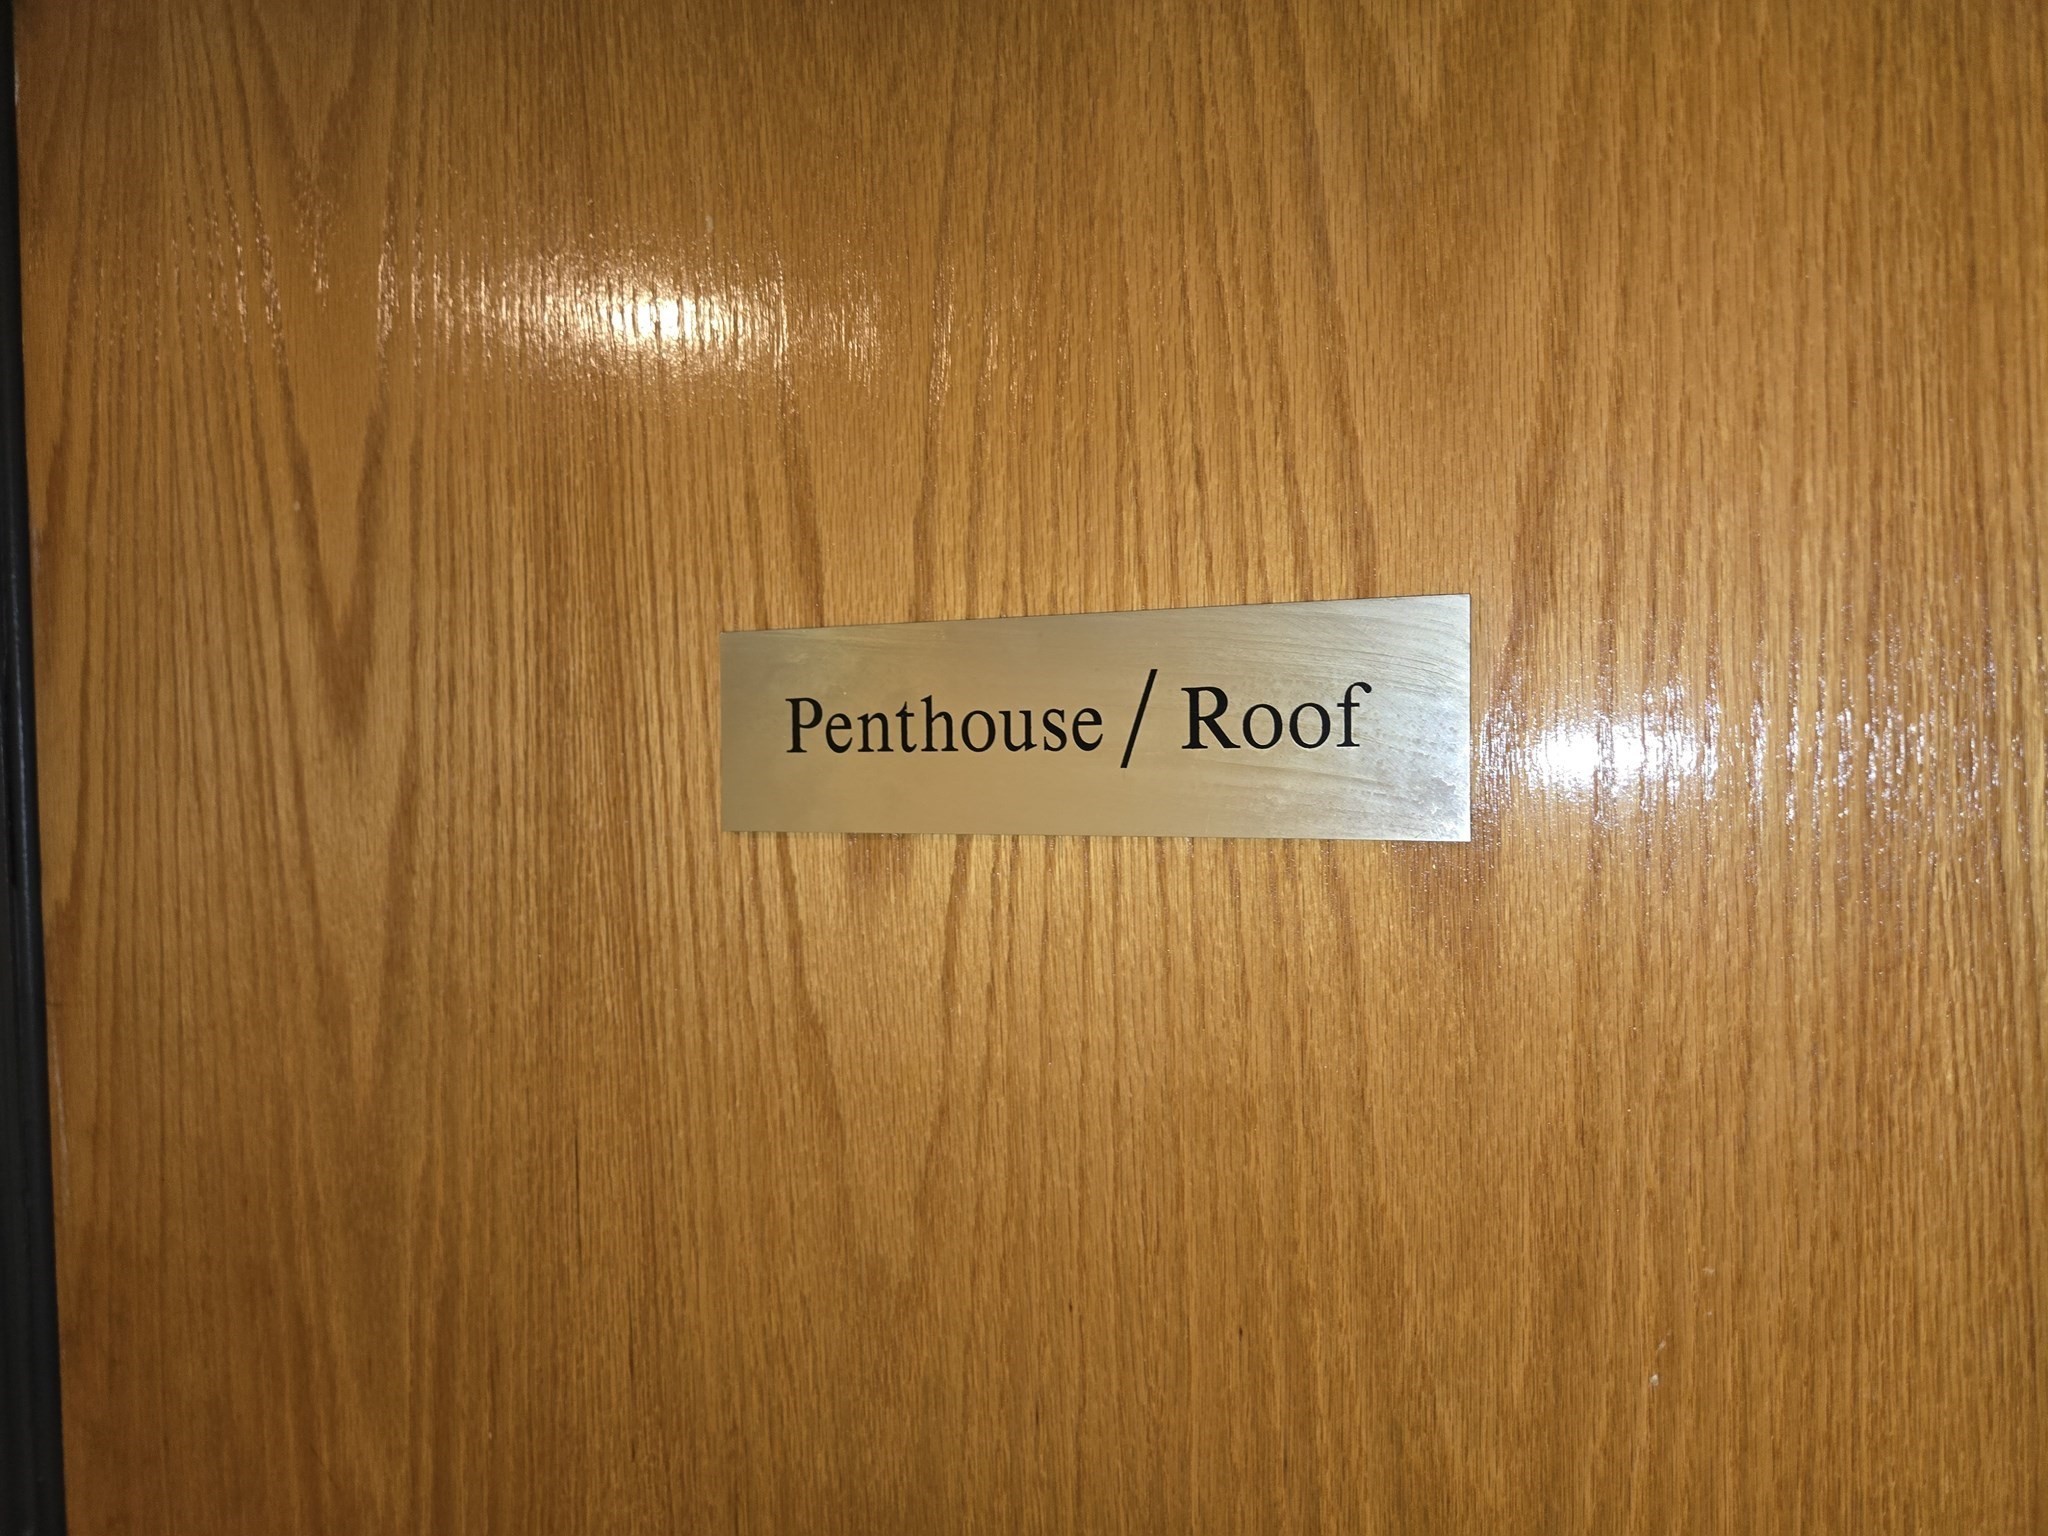 Penthouse / Roof